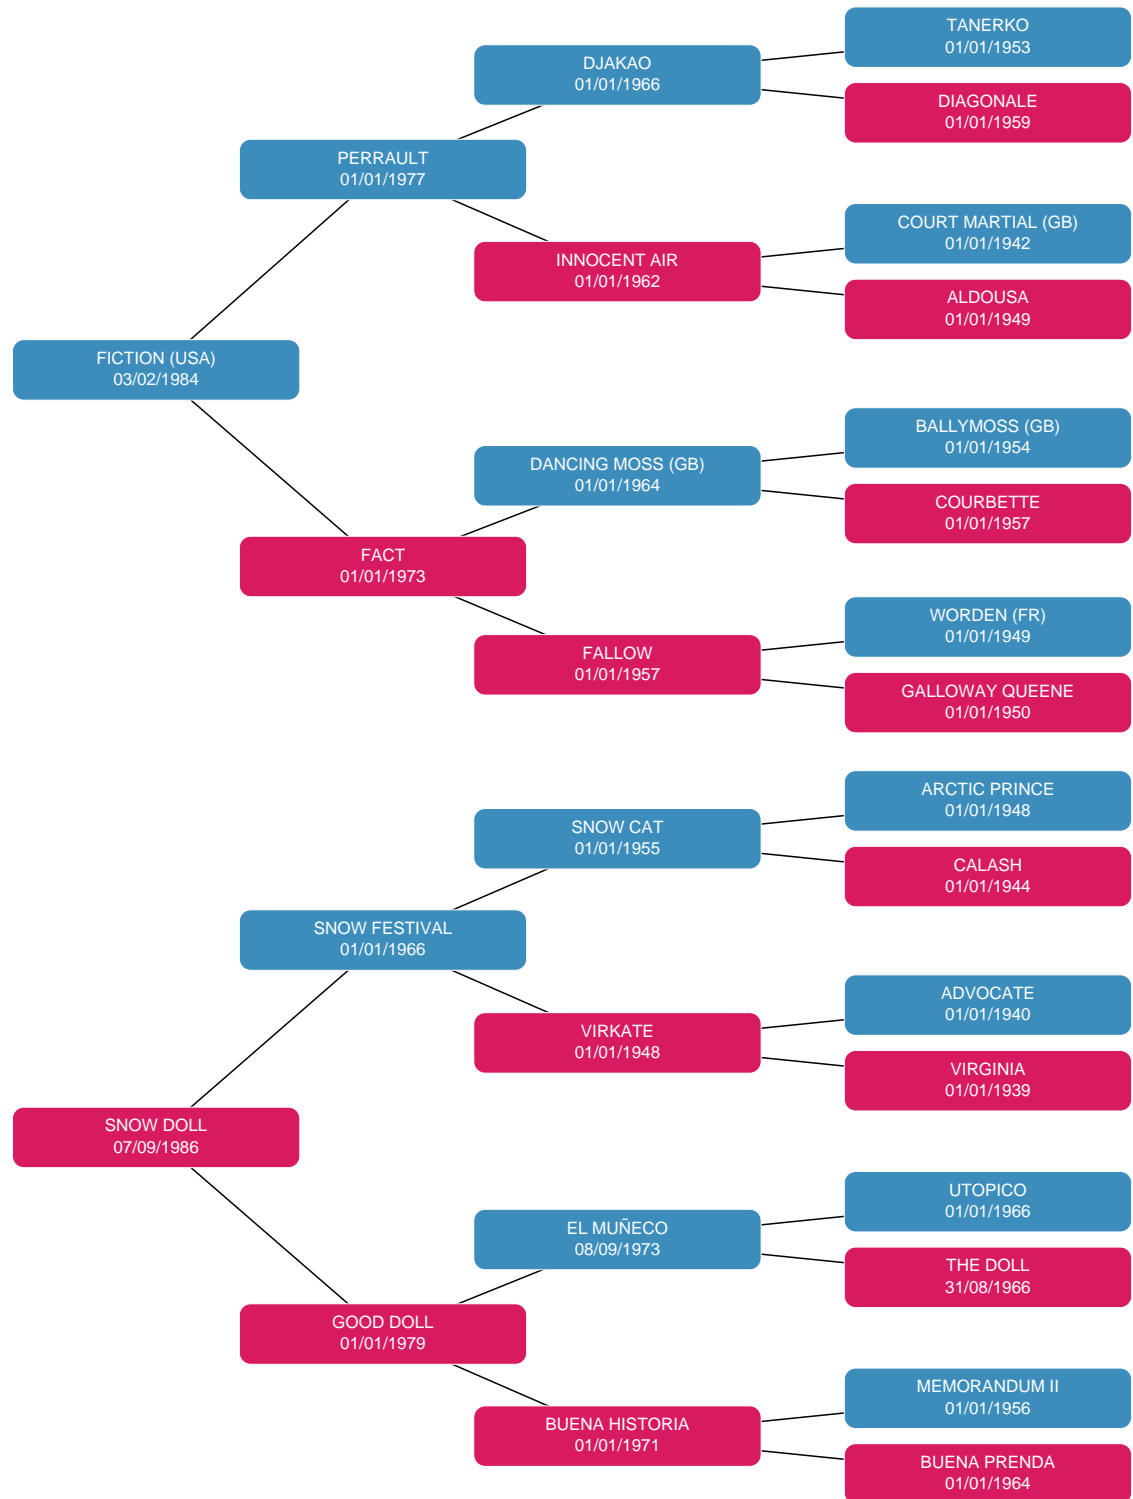 TANERKO
01/01/1953
DJAKAO
01/01/1966
DIAGONALE
01/01/1959
PERRAULT
01/01/1977
COURT MARTIAL (GB)
01/01/1942
INNOCENT AIR
01/01/1962
ALDOUSA
01/01/1949
FICTION (USA)
03/02/1984
BALLYMOSS (GB)
01/01/1954
DANCING MOSS (GB)
01/01/1964
COURBETTE
01/01/1957
FACT
01/01/1973
WORDEN (FR)
01/01/1949
FALLOW
01/01/1957
GALLOWAY QUEENE
01/01/1950
ARCTIC PRINCE
01/01/1948
SNOW CAT
01/01/1955
CALASH
01/01/1944
SNOW FESTIVAL
01/01/1966
ADVOCATE
01/01/1940
VIRKATE
01/01/1948
VIRGINIA
01/01/1939
SNOW DOLL
07/09/1986
UTOPICO
01/01/1966
EL MUÑECO
08/09/1973
THE DOLL
31/08/1966
GOOD DOLL
01/01/1979
MEMORANDUM II
01/01/1956
BUENA HISTORIA
01/01/1971
BUENA PRENDA
01/01/1964